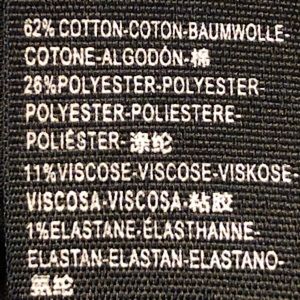 62% COTTON-COTON-BAUMWOLLE-
COTONE-ALGODÓN-棉
26%POLYESTER-POLYESTER-
POLYESTER-POLIESTERE-
POLIÉSTER-涤纶
11%VISCOSE-VISCOSE-VISKOSE-
VISCOSA-VISCOSA-粘胶
1%ELASTANE-ÉLASTHANNE-
ELASTAN-ELASTAN-ELASTANO-
氨纶